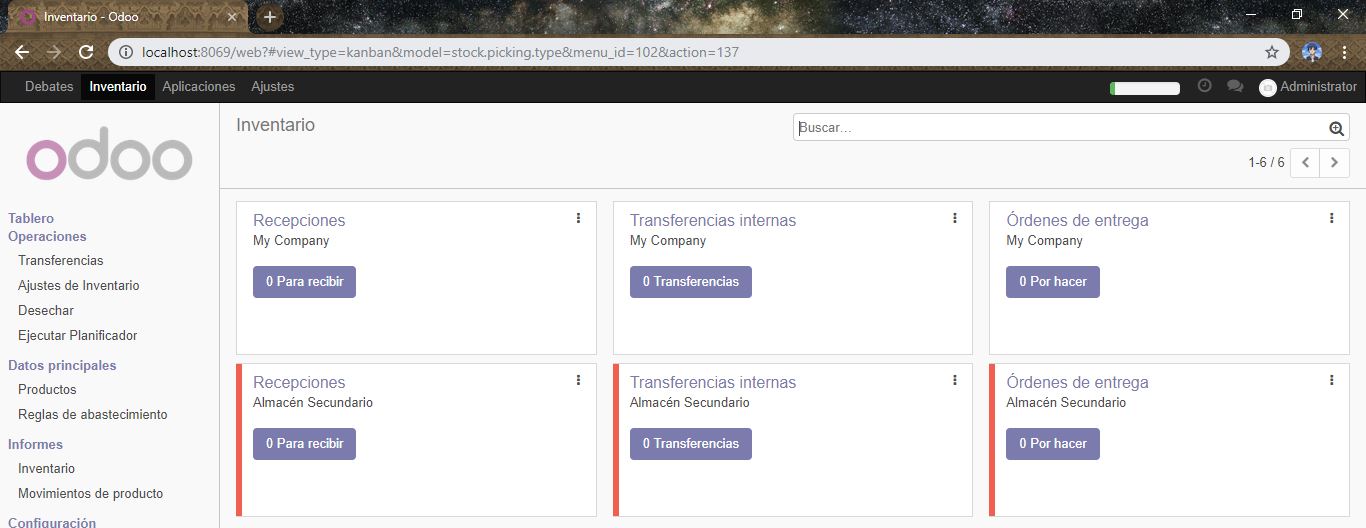 Inventario - Odoo
localhost:8069/web?#view_type=kanban&model=stock.picking.type&menu_id=102&action=137
Debates Inventario Aplicaciones Ajustes Administrator
odoo
Tablero
Operaciones
Transferencias
Ajustes de Inventario
Desechar
Ejecutar Planificador
Datos principales
Productos
Reglas de abastecimiento
Informes
Inventario
Movimientos de producto
Configuración
Inventario
Buscar...
1-6 / 6
Recepciones
My Company
0 Para recibir
Transferencias internas
My Company
0 Transferencias
Órdenes de entrega
My Company
0 Por hacer
Recepciones
Almacén Secundario
0 Para recibir
Transferencias internas
Almacén Secundario
0 Transferencias
Órdenes de entrega
Almacén Secundario
0 Por hacer